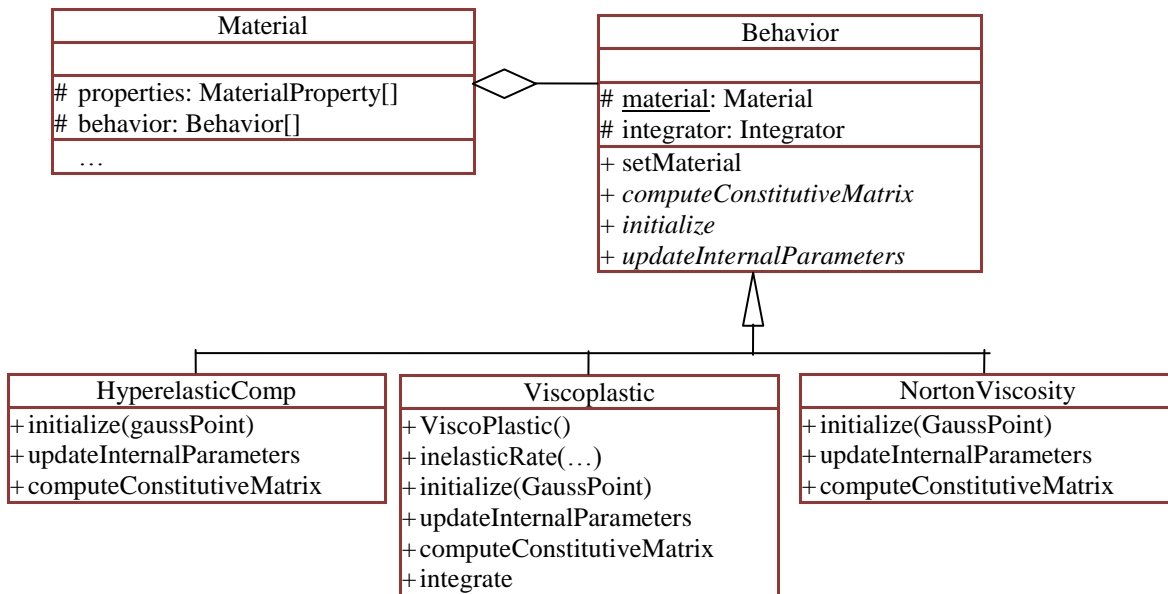 Material
# properties: MaterialProperty[]
# behavior: Behavior[]
…
Behavior
# material: Material
# integrator: Integrator
+ setMaterial
+ computeConstitutiveMatrix
+ initialize
+ updateInternalParameters
HyperelasticComp
+ initialize(gaussPoint)
+ updateInternalParameters
+ computeConstitutiveMatrix
Viscoplastic
+ ViscoPlastic()
+ inelasticRate(…)
+ initialize(GaussPoint)
+ updateInternalParameters
+ computeConstitutiveMatrix
+ integrate
NortonViscosity
+ initialize(GaussPoint)
+ updateInternalParameters
+ computeConstitutiveMatrix